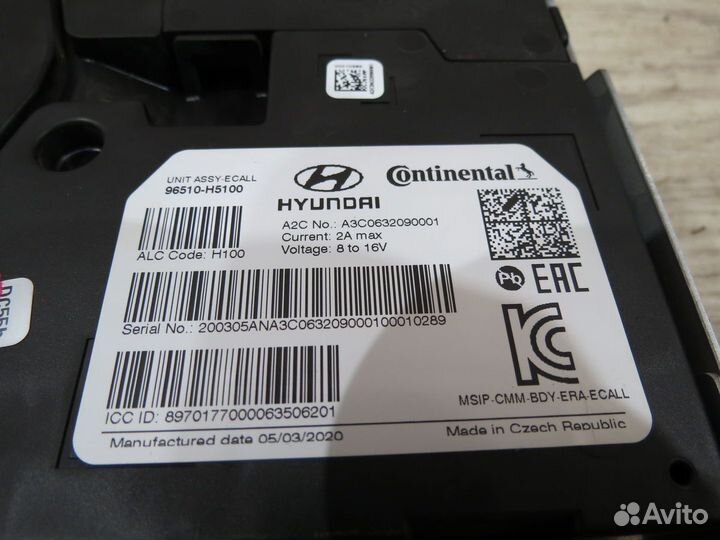 UNIT ASSY-ECALL
96510-H5100
HYUNDAI
Continental
A2C No.: A3C0632090001
Current: 2A max
Voltage: 8 to 16V
ALC Code: H100
Pb
EAC
Serial No.: 200305ANA3C063209000100010289
MSIP-CMM-BDY-ERA-ECALL
ICC ID: 8970177000063506201
Manufactured date 05/03/2020
Made in Czech Republic
Avito